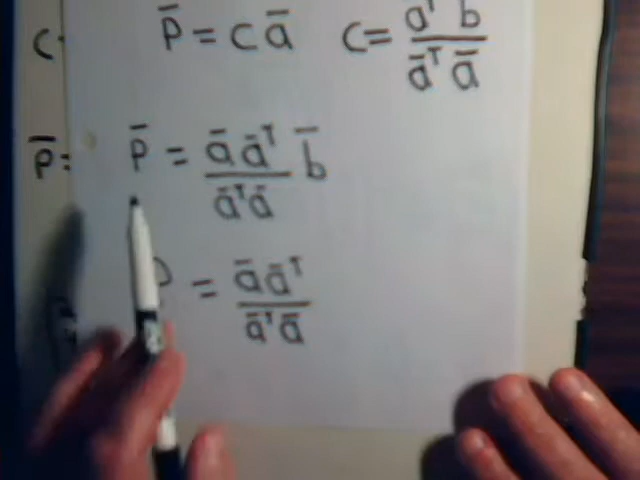 p̄ = c ā   c = āᵀ b̄ / āᵀ ā
p̄ = ā āᵀ / āᵀ ā b̄
= ā āᵀ / āᵀ ā